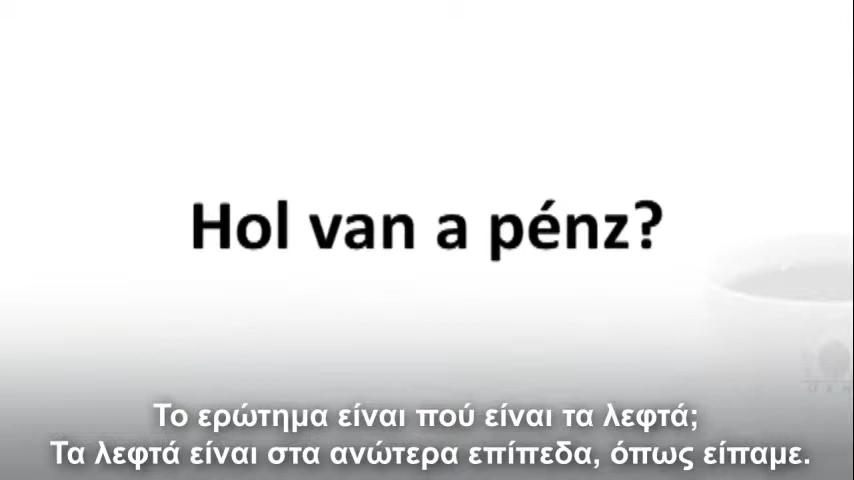 Hol van a pénz?
Το ερώτημα είναι πού είναι τα λεφτά;
Τα λεφτά είναι στα ανώτερα επίπεδα, όπως είπαμε.